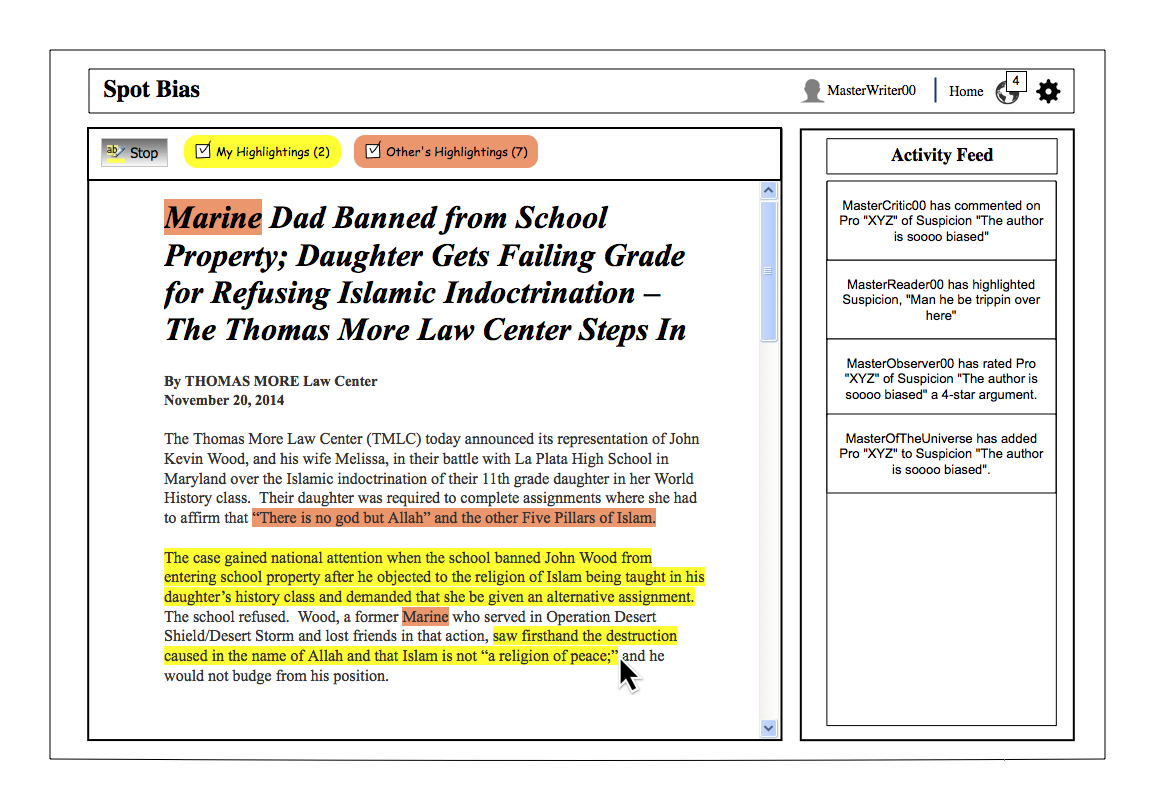 Spot Bias
MasterWriter00
Home
4
ab
Stop
My Highlightings (2)
Other's Highlightings (7)
Marine Dad Banned from School
Property; Daughter Gets Failing Grade
for Refusing Islamic Indoctrination –
The Thomas More Law Center Steps In
By THOMAS MORE Law Center
November 20, 2014
The Thomas More Law Center (TMLC) today announced its representation of John
Kevin Wood, and his wife Melissa, in their battle with La Plata High School in
Maryland over the Islamic indoctrination of their 11th grade daughter in her World
History class.  Their daughter was required to complete assignments where she had
to affirm that “There is no god but Allah” and the other Five Pillars of Islam.
The case gained national attention when the school banned John Wood from
entering school property after he objected to the religion of Islam being taught in his
daughter’s history class and demanded that she be given an alternative assignment.
The school refused.  Wood, a former Marine who served in Operation Desert
Shield/Desert Storm and lost friends in that action, saw firsthand the destruction
caused in the name of Allah and that Islam is not “a religion of peace;” and he
would not budge from his position.
Activity Feed
MasterCritic00 has commented on
Pro "XYZ" of Suspicion "The author
is soooo biased"
MasterReader00 has highlighted
Suspicion, "Man he be trippin over
here"
MasterObserver00 has rated Pro
"XYZ" of Suspicion "The author is
soooo biased" a 4-star argument.
MasterOfTheUniverse has added
Pro "XYZ" to Suspicion "The author
is soooo biased".